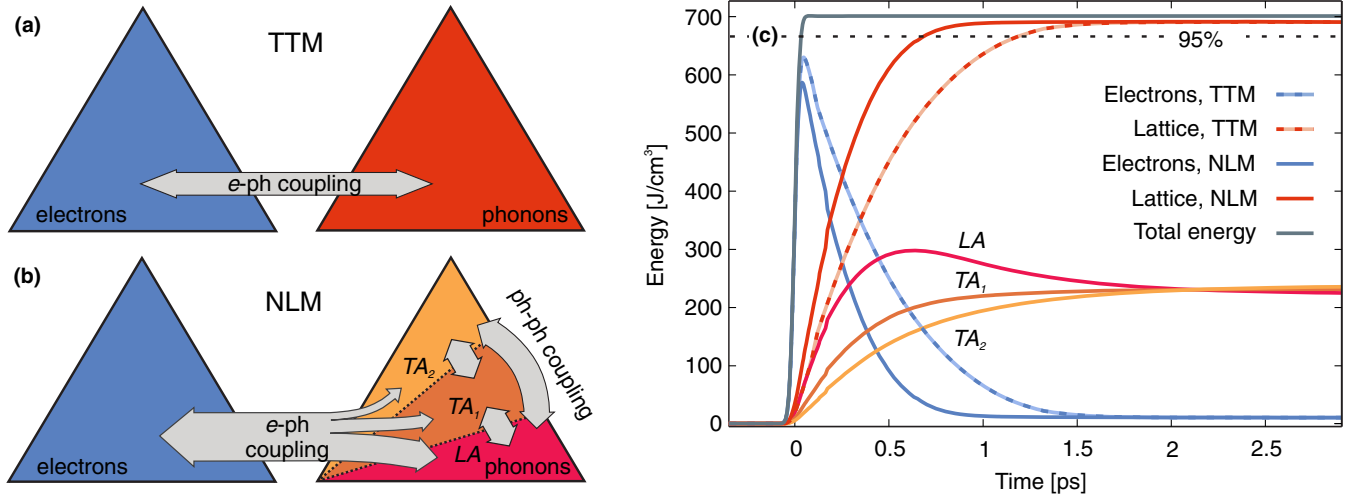 (a)
TTM
e-ph coupling
electrons
phonons
(b)
NLM
ph-ph coupling
TA₂
TA₁
e-ph
coupling
LA
electrons
phonons
(c)
95%
Electrons, TTM
Lattice, TTM
Electrons, NLM
Lattice, NLM
Total energy
LA
TA₁
TA₂
Energy [J/cm³]
700
600
500
400
300
200
100
0
0
0.5
1
1.5
2
2.5
Time [ps]